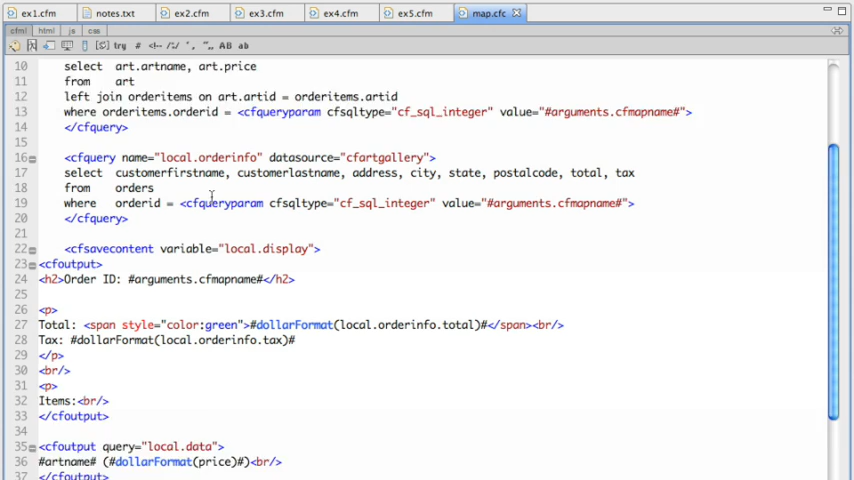 ex1.cfm notes.txt ex2.cfm ex3.cfm ex4.cfm ex5.cfm map.cfc
cfml html js css
try # <!-- /*/ ',' "," AB ab
10 select art.artname, art.price
11 from art
12 left join orderitems on art.artid = orderitems.artid
13 where orderitems.orderid = <cfqueryparam cfsqltype="cf_sql_integer" value="#arguments.cfmapname#">
14 </cfquery>
15
16 <cfquery name="local.orderinfo" datasource="cfartgallery">
17 select customerfirstname, customerlastname, address, city, state, postalcode, total, tax
18 from orders
19 where orderid = <cfqueryparam cfsqltype="cf_sql_integer" value="#arguments.cfmapname#">
20 </cfquery>
21
22 <cfsavecontent variable="local.display">
23 <cfoutput>
24 <h2>Order ID: #arguments.cfmapname#</h2>
25
26 <p>
27 Total: <span style="color:green">#dollarFormat(local.orderinfo.total)#</span><br/>
28 Tax: #dollarFormat(local.orderinfo.tax)#
29 </p>
30 <br/>
31 <p>
32 Items:<br/>
33 </cfoutput>
34
35 <cfoutput query="local.data">
36 #artname# (#dollarFormat(price)#)<br/>
37 </cfoutput>